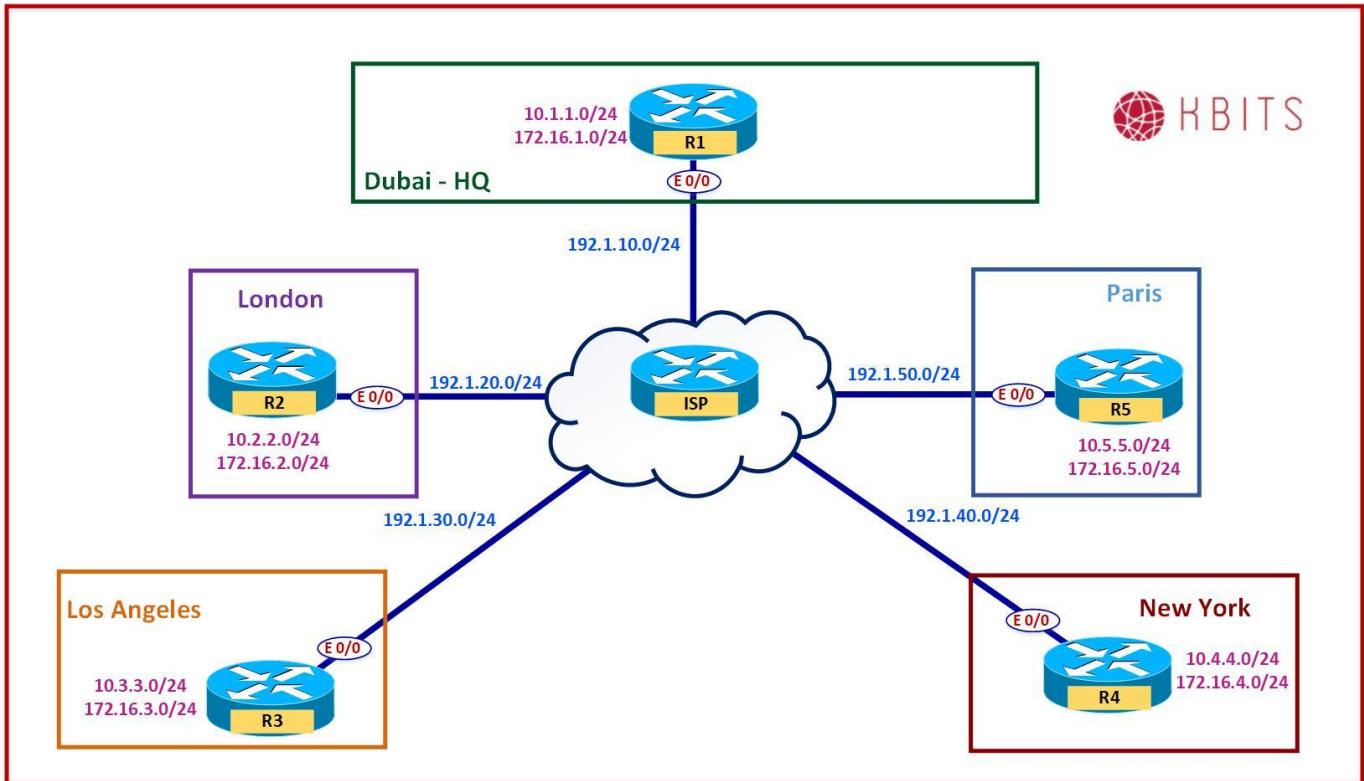 10.1.1.0/24
172.16.1.0/24
R1
E 0/0
Dubai - HQ
KBITS
192.1.10.0/24
London
R2
E 0/0
192.1.20.0/24
10.2.2.0/24
172.16.2.0/24
ISP
Paris
192.1.50.0/24
E 0/0
R5
10.5.5.0/24
172.16.5.0/24
192.1.30.0/24
192.1.40.0/24
Los Angeles
E 0/0
10.3.3.0/24
172.16.3.0/24
R3
New York
E 0/0
10.4.4.0/24
172.16.4.0/24
R4